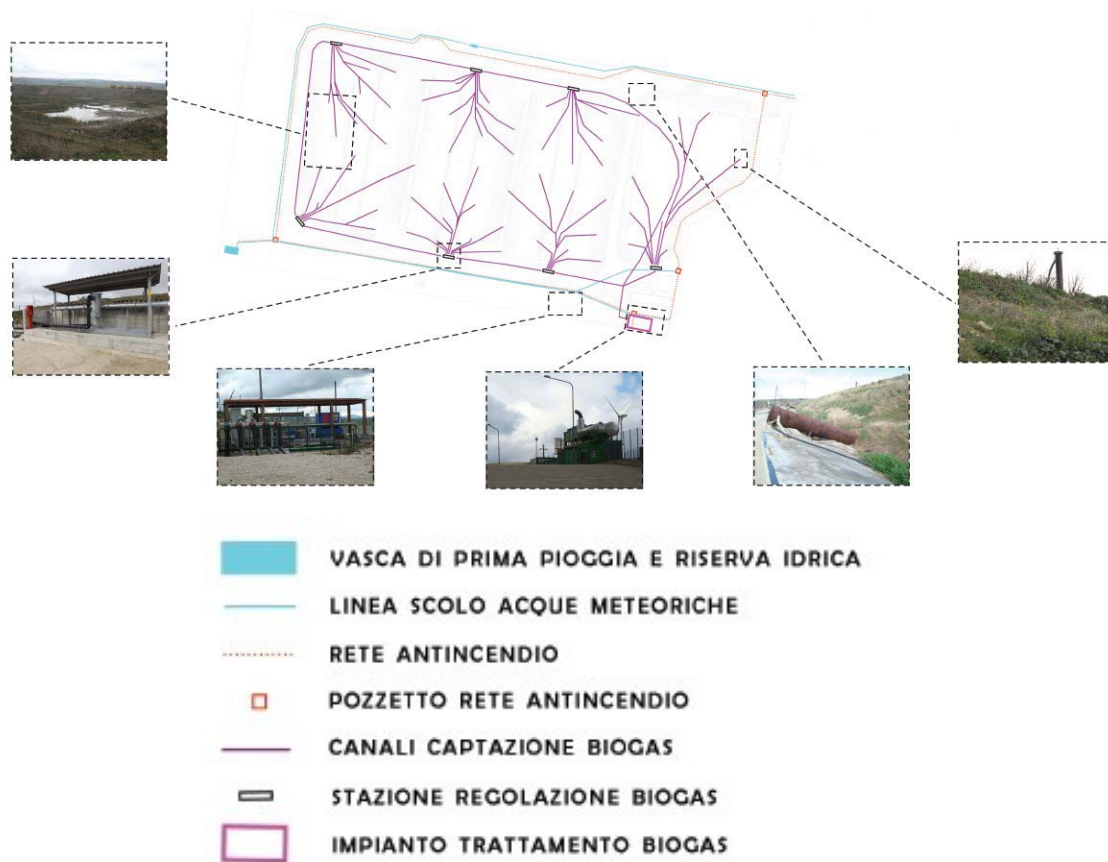 VASCA DI PRIMA PIOGGIA E RISERVA IDRICA
LINEA SCOLO ACQUE METEORICHE
RETE ANTINCENDIO
POZZETTO RETE ANTINCENDIO
CANALI CAPTAZIONE BIOGAS
STAZIONE REGOLAZIONE BIOGAS
IMPIANTO TRATTAMENTO BIOGAS